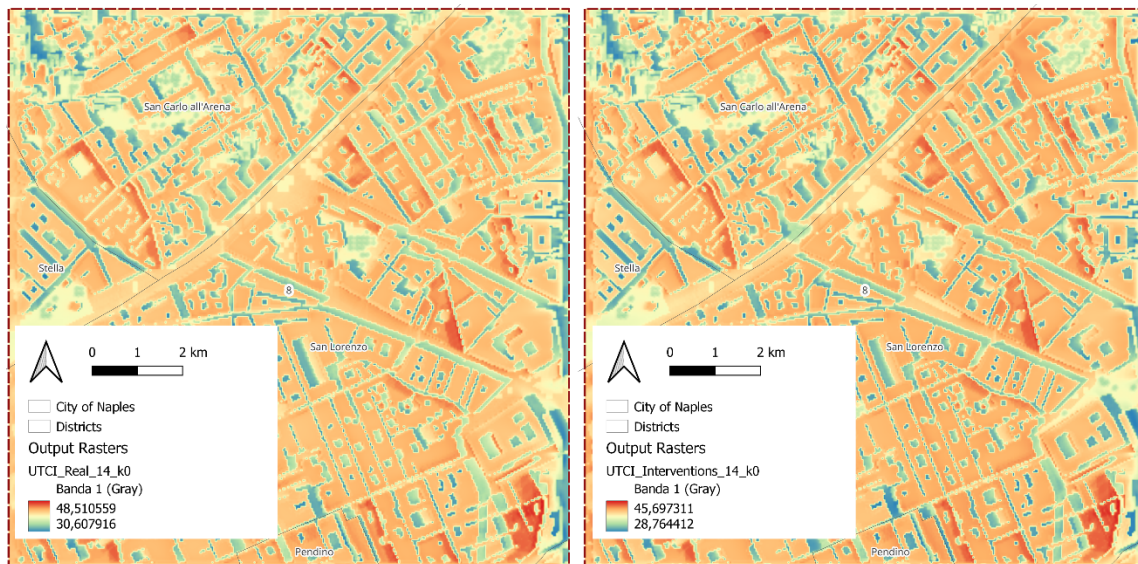 San Carlo all'Arena
Stella
8
San Lorenzo
0 1 2 km
City of Naples
Districts
Output Rasters
UTCI_Real_14_k0
Banda 1 (Gray)
48,510559
30,607916
Pendino
San Carlo all'Arena
Stella
8
San Lorenzo
0 1 2 km
City of Naples
Districts
Output Rasters
UTCI_Interventions_14_k0
Banda 1 (Gray)
45,697311
28,764412
Pendino